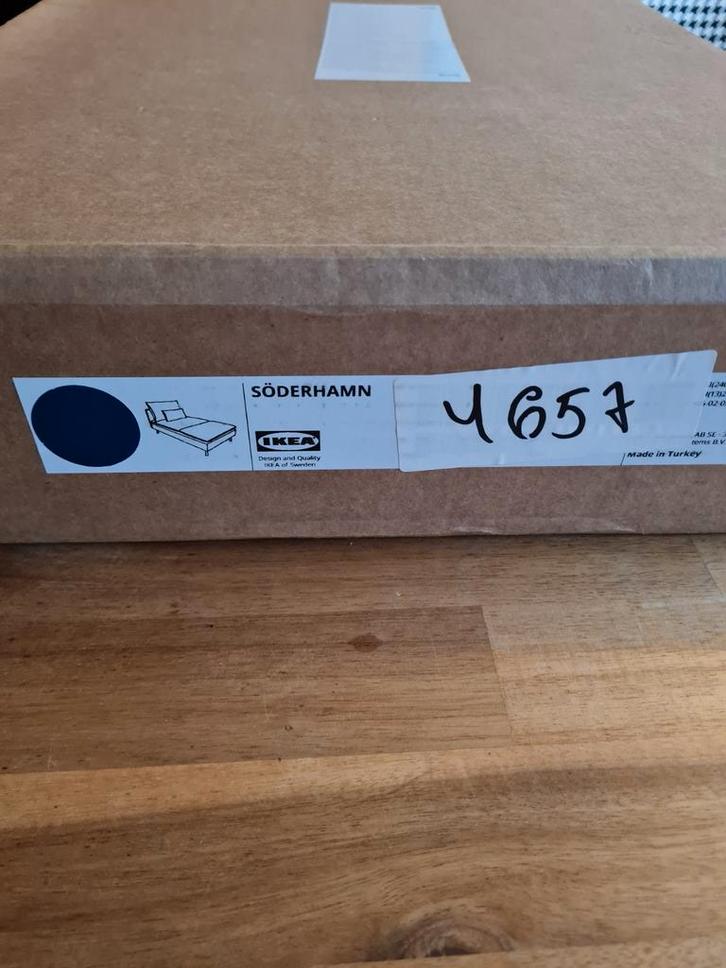 SÖDERHAMN
IKEA
Design and Quality
IKEA of Sweden
4657
Made in Turkey